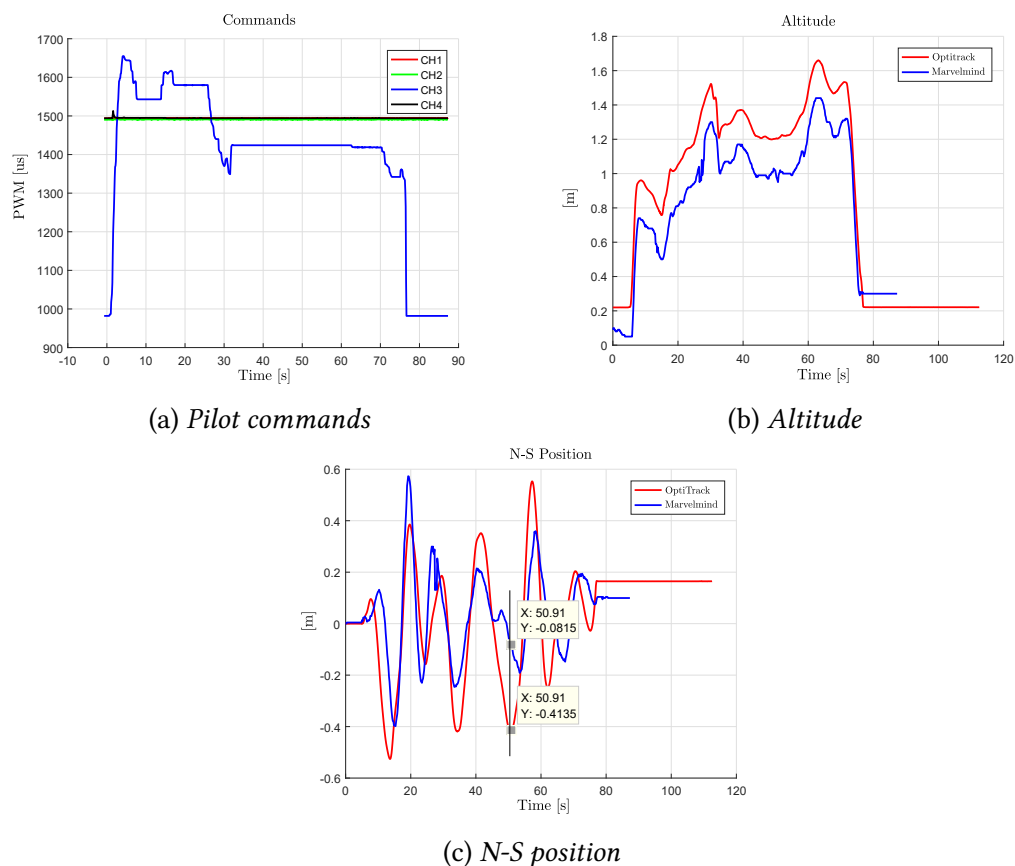 Commands
1700
1600
1500
1400
1300
1200
1100
1000
900
PWM [us]
-10 0 10 20 30 40 50 60 70 80 90
Time [s]
CH1
CH2
CH3
CH4
(a) Pilot commands
Altitude
1.8
1.6
1.4
1.2
1
0.8
0.6
0.4
0.2
0
[m]
0 20 40 60 80 100 120
Time [s]
Optitrack
Marvelmind
(b) Altitude
N-S Position
0.6
0.4
0.2
0
-0.2
-0.4
-0.6
[m]
0 20 40 60 80 100 120
Time [s]
OptiTrack
Marvelmind
X: 50.91
Y: -0.0815
X: 50.91
Y: -0.4135
(c) N-S position